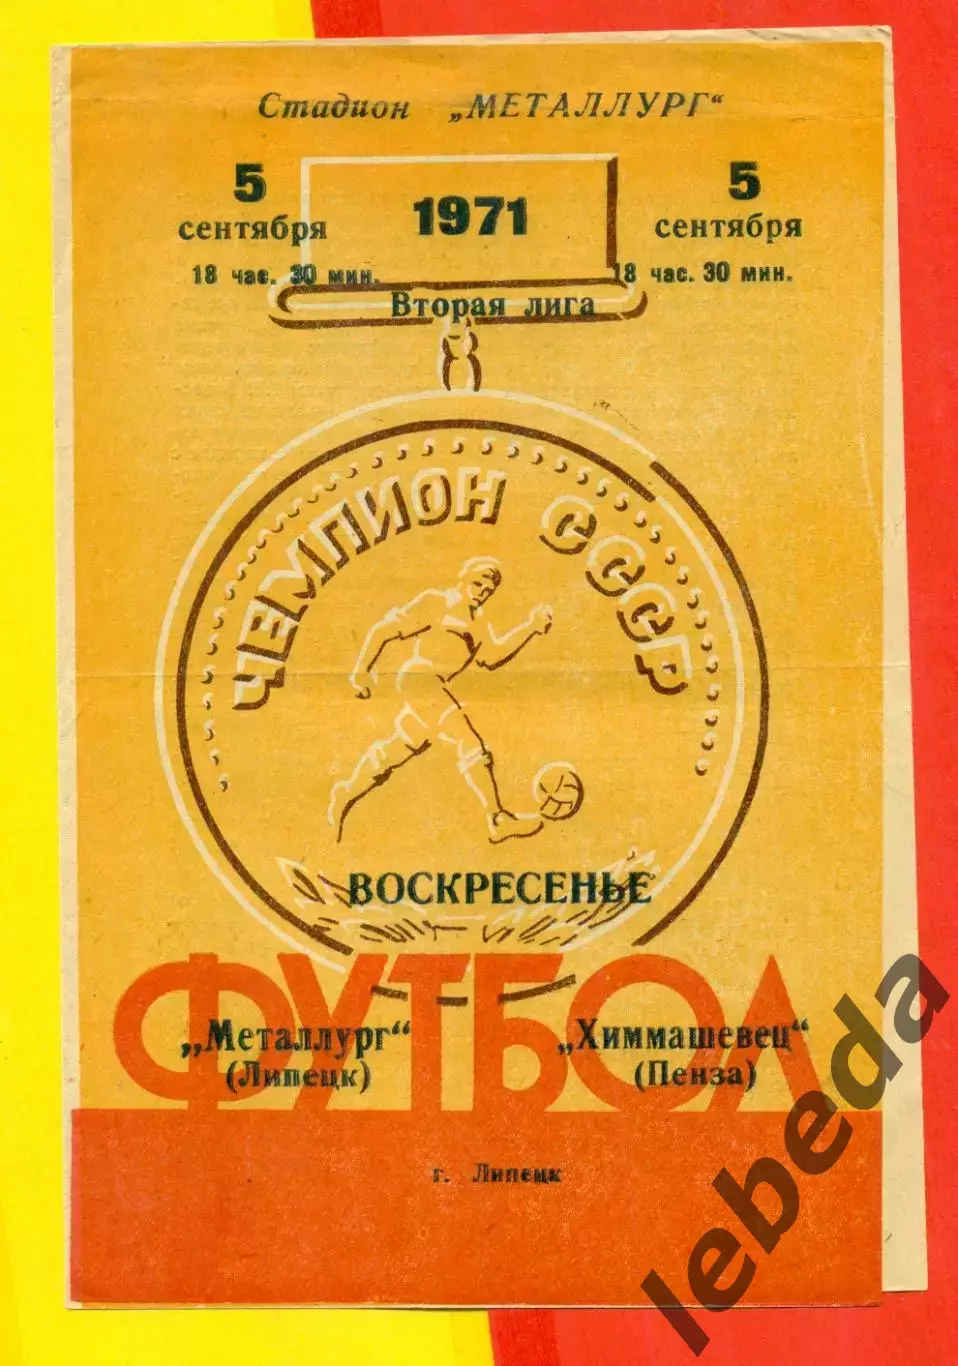 Стадион „МЕТАЛЛУРГ“
5 сентября
18 час. 30 мин.
1971
5 сентября
18 час. 30 мин.
Вторая лига
ЧЕМПИОН СССР
ВОСКРЕСЕНЬЕ
ФУТБОЛ
„Металлург“
(Липецк)
„Химмашевец“
(Пенза)
г. Липецк
lebeda